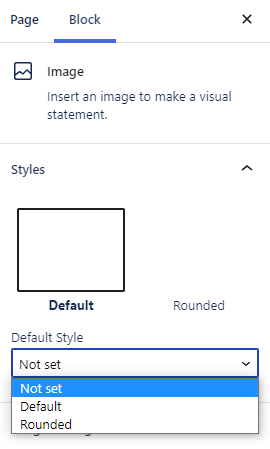 Page Block
Image
Insert an image to make a visual
statement.
Styles
Default Rounded
Default Style
Not set
Not set
Default
Rounded